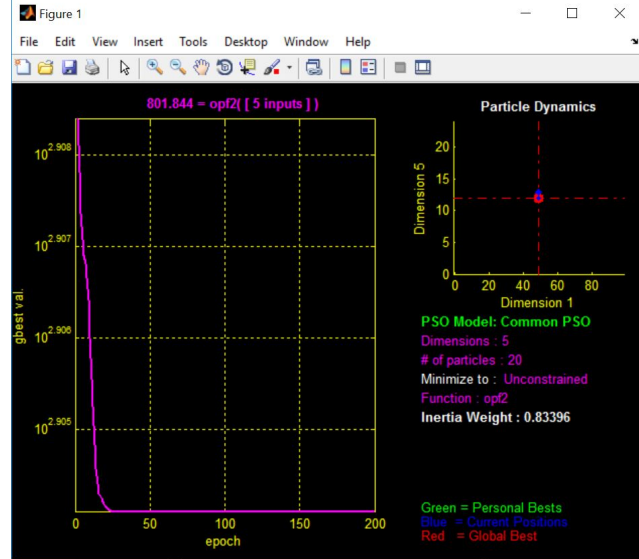 Figure 1
File Edit View Insert Tools Desktop Window Help
801.844 = opf2( [ 5 inputs ] )
10^2.908
10^2.907
10^2.906
10^2.905
gbest val.
0 50 100 150 200
epoch
Particle Dynamics
20
15
10
5
0
Dimension 5
0 20 40 60 80
Dimension 1
PSO Model: Common PSO
Dimensions : 5
# of particles : 20
Minimize to : Unconstrained
Function : opf2
Inertia Weight : 0.83396
Green = Personal Bests
Blue = Current Positions
Red = Global Best